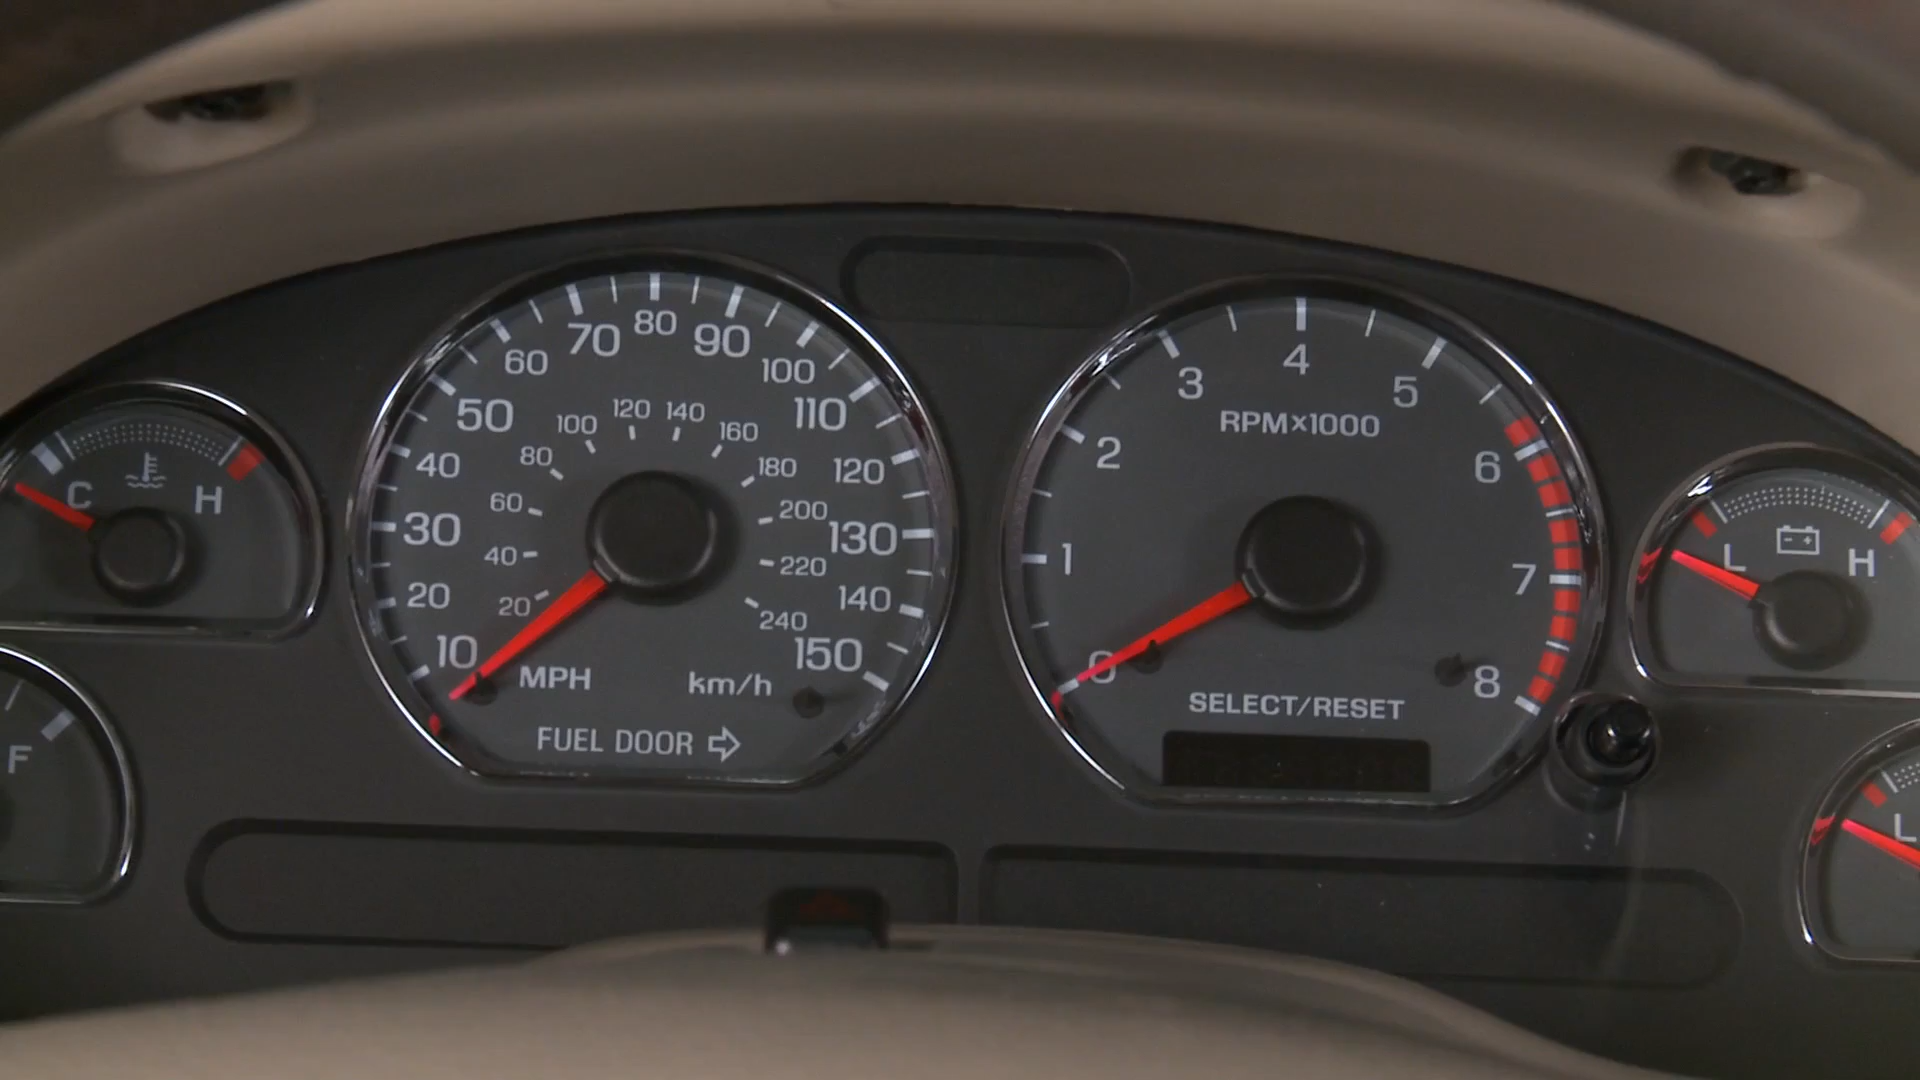 C H
F
10 20 30 40 50 60 70 80 90 100 110 120 130 140 150
20 40 60 80 100 120 140 160 180 200 220 240
MPH km/h
FUEL DOOR
0 1 2 3 4 5 6 7 8
RPM×1000
SELECT/RESET
L H
L